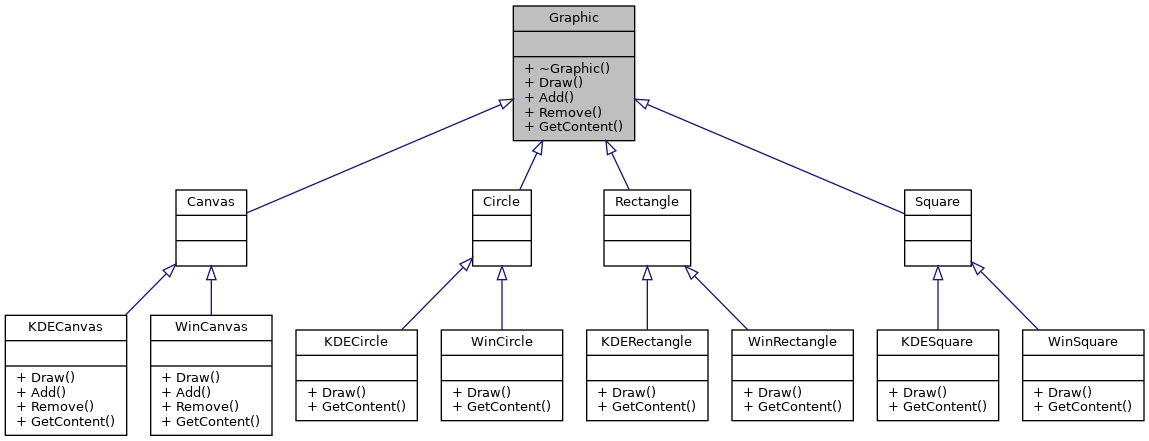 Graphic
+ ~Graphic()
+ Draw()
+ Add()
+ Remove()
+ GetContent()
Canvas
Circle
Rectangle
Square
KDECanvas
+ Draw()
+ Add()
+ Remove()
+ GetContent()
WinCanvas
+ Draw()
+ Add()
+ Remove()
+ GetContent()
KDECircle
+ Draw()
+ GetContent()
WinCircle
+ Draw()
+ GetContent()
KDERectangle
+ Draw()
+ GetContent()
WinRectangle
+ Draw()
+ GetContent()
KDESquare
+ Draw()
+ GetContent()
WinSquare
+ Draw()
+ GetContent()